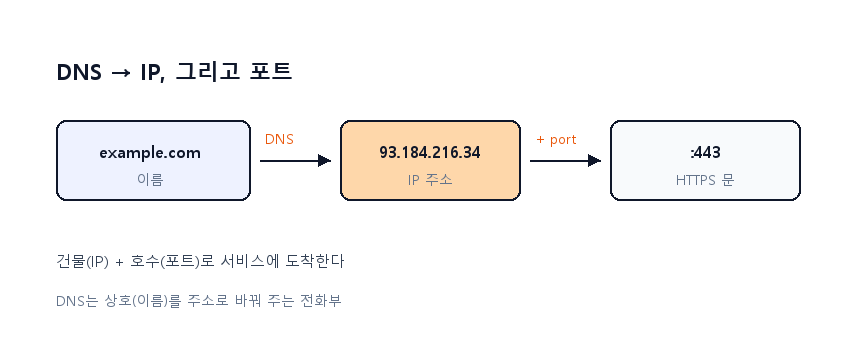 DNS → IP, 그리고 포트
example.com
이름
DNS
93.184.216.34
IP 주소
+ port
:443
HTTPS 문
건물(IP) + 호수(포트)로 서비스에 도착한다
DNS는 상호(이름)를 주소로 바꿔 주는 전화부